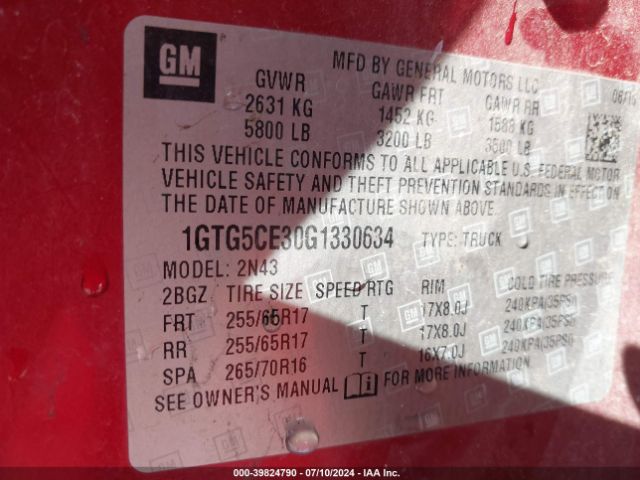 GM
MFD BY GENERAL MOTORS LLC
GVWR GAWR FRT GAWR RR
2631 KG 1452 KG 1588 KG
5800 LB 3200 LB 3500 LB
THIS VEHICLE CONFORMS TO ALL APPLICABLE U.S. FEDERAL MOTOR
VEHICLE SAFETY AND THEFT PREVENTION STANDARDS IN EFFECT ON
THE DATE OF MANUFACTURE SHOWN ABOVE.
1GTG5CE30G1330634 TYPE: TRUCK
MODEL: 2N43
2BGZ TIRE SIZE SPEED RTG RIM COLD TIRE PRESSURE
FRT 255/65R17 T 17X8.0J 240KPA(35PSI)
RR 255/65R17 T 17X8.0J 240KPA(35PSI)
SPA 265/70R16 T 16X7.0J 240KPA(35PSI)
SEE OWNER'S MANUAL FOR MORE INFORMATION
000-39824790 - 07/10/2024 - IAA Inc.